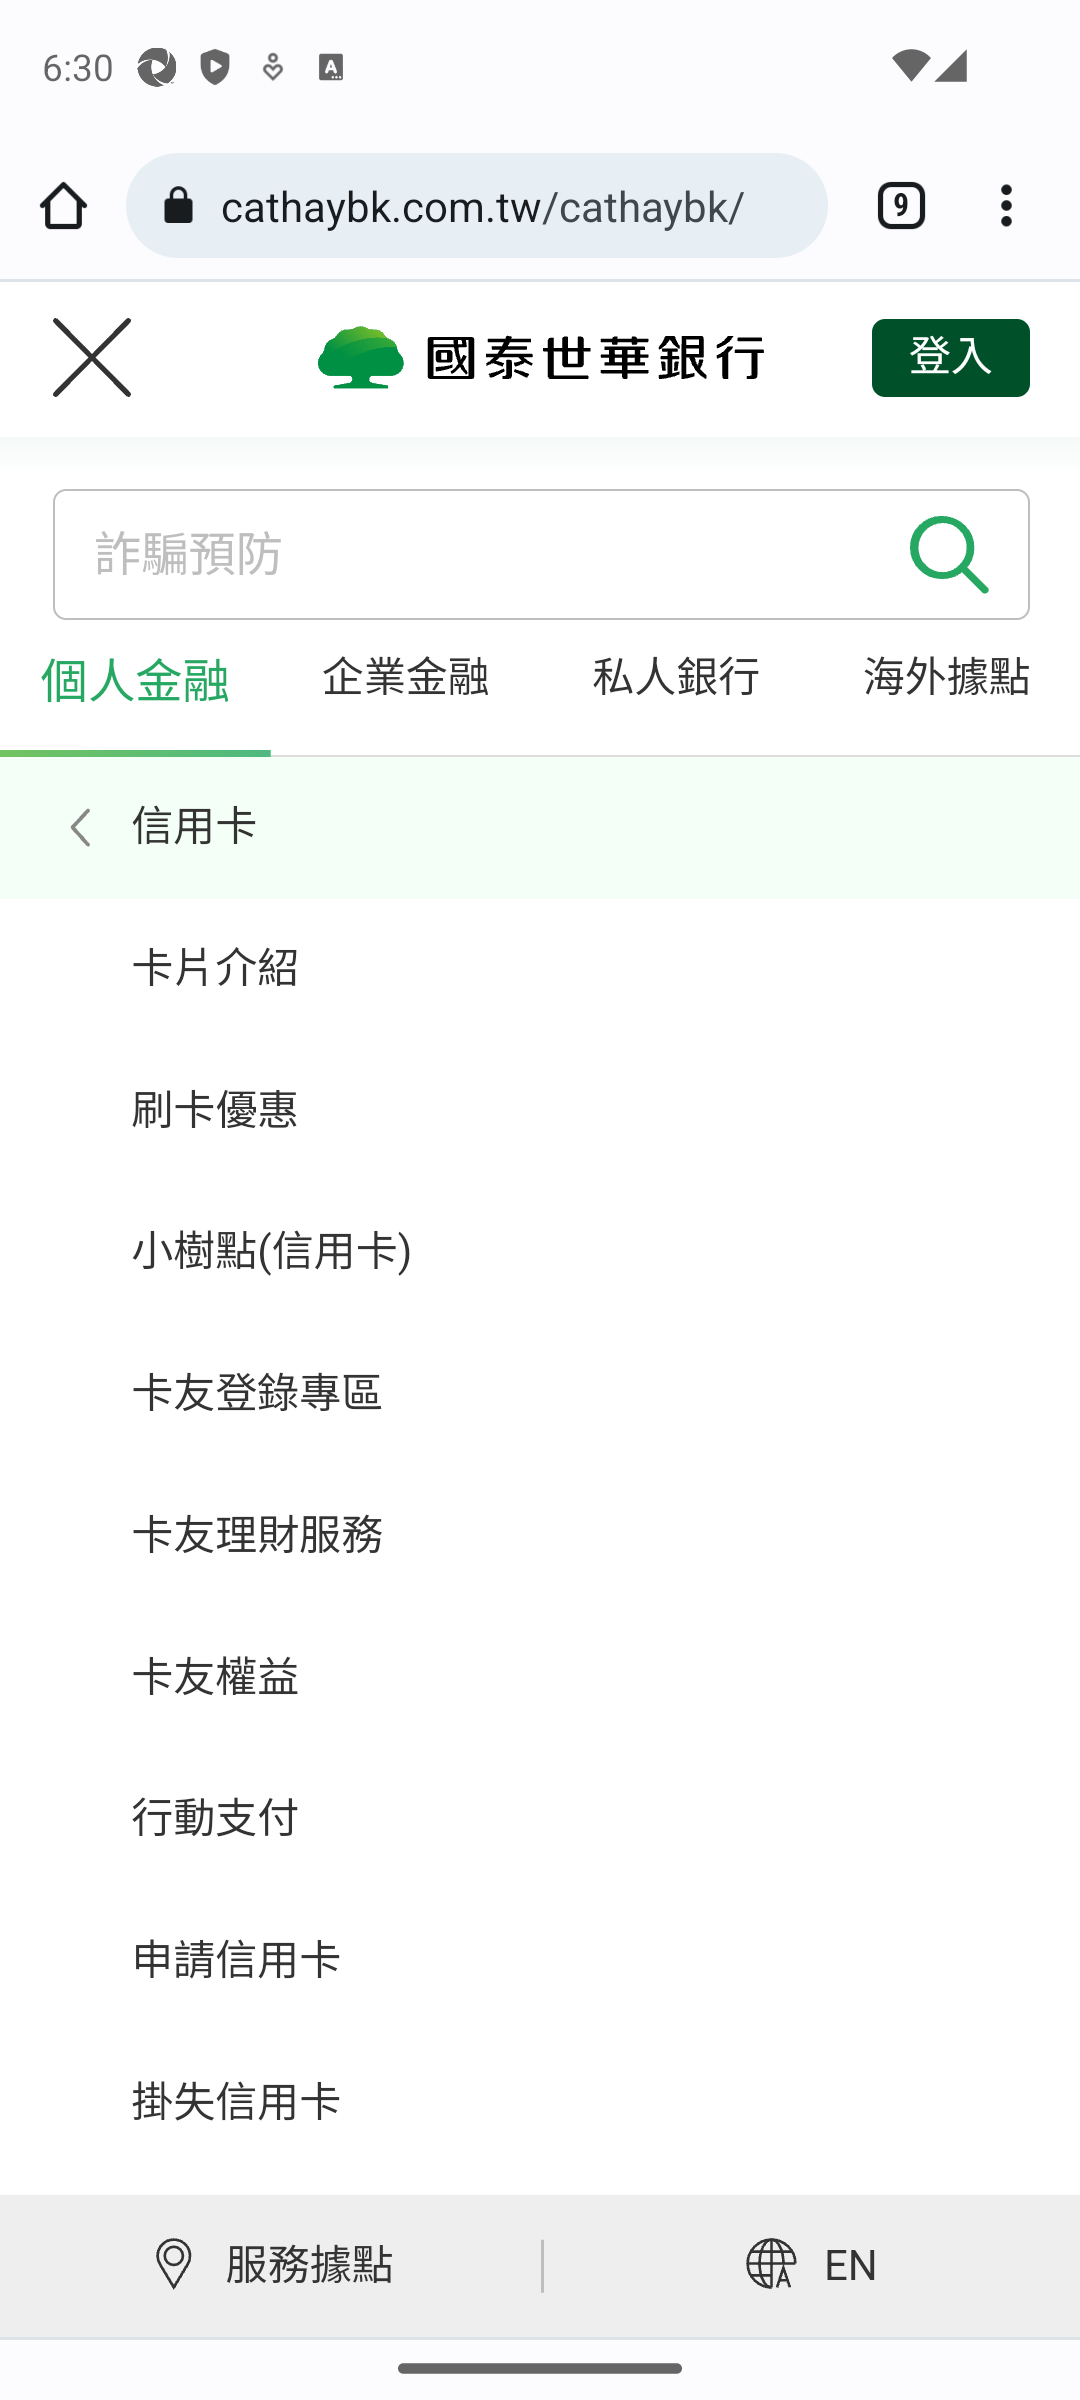 6:30
cathaybk.com.tw/cathaybk/
9
國泰世華銀行
登入
詐騙預防
個人金融
企業金融
私人銀行
海外據點
信用卡
卡片介紹
刷卡優惠
小樹點(信用卡)
卡友登錄專區
卡友理財服務
卡友權益
行動支付
申請信用卡
掛失信用卡
服務據點
EN